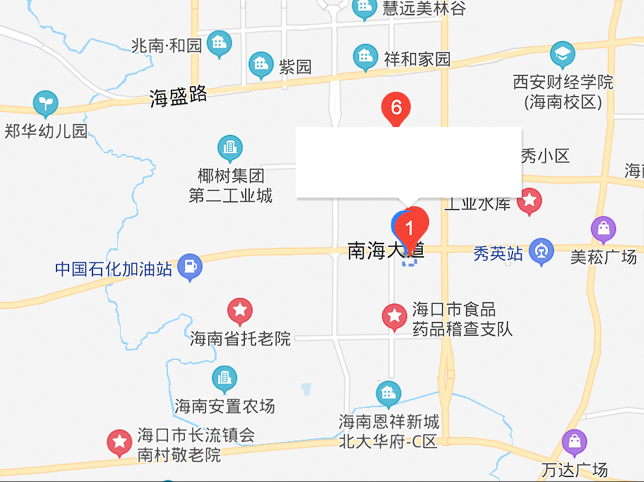 慧远美林谷
兆南·和园
紫园
祥和家园
西安财经学院
(海南校区)
海盛路
郑华幼儿园
6
椰树集团
第二工业城
秀小区
海南
工业水库
1
南海大道
秀英站
美菘广场
中国石化加油站
海南省托老院
海口市食品
药品稽查支队
海南安置农场
海南恩祥新城
北大华府-C区
海口市长流镇会
南村敬老院
万达广场